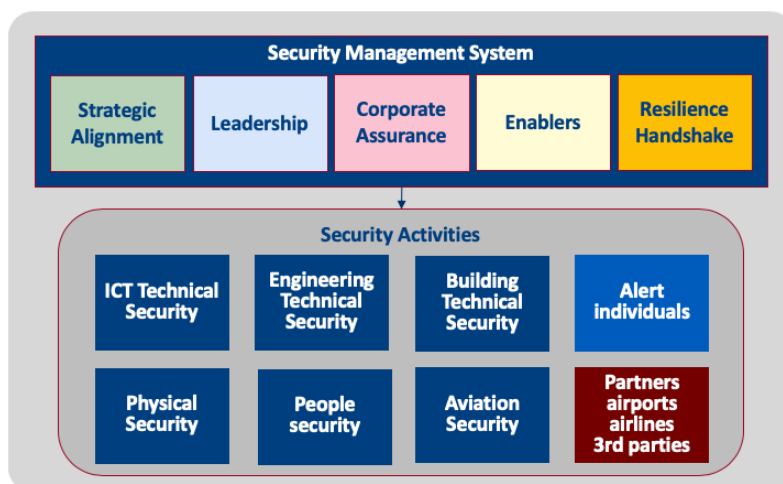 Security Management System
Strategic
Alignment
Leadership
Corporate
Assurance
Enablers
Resilience
Handshake
Security Activities
ICT Technical
Security
Engineering
Technical
Security
Building
Technical
Security
Alert
individuals
Physical
Security
People
security
Aviation
Security
Partners
airports
airlines
3rd parties